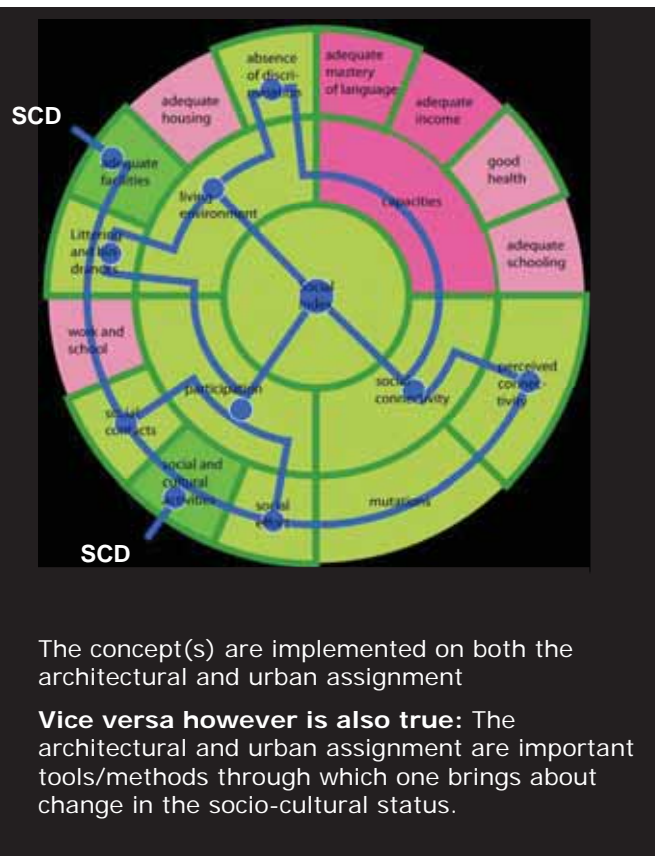 absence
of discri-
adequate
mastery
of language
adequate
income
good
health
adequate
schooling
adequate
housing
SCD
adequate
facilities
living
environment
capacities
Littering
and hin-
drances
social
index
work and
school
participation
social
connectivity
perceived
connec-
tivity
social
contacts
social and
cultural
activities
social
mutations
SCD
The concept(s) are implemented on both the
architectural and urban assignment
Vice versa however is also true: The
architectural and urban assignment are important
tools/methods through which one brings about
change in the socio-cultural status.